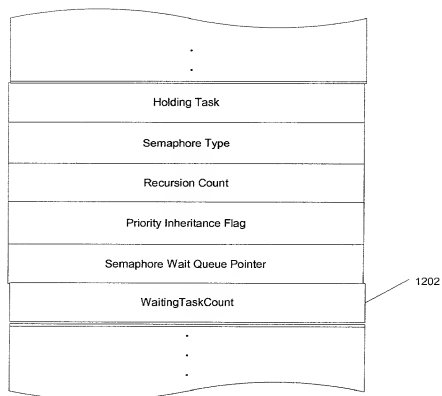 Holding Task
Semaphore Type
Recursion Count
Priority Inheritance Flag
Semaphore Wait Queue Pointer
WaitingTaskCount
1202